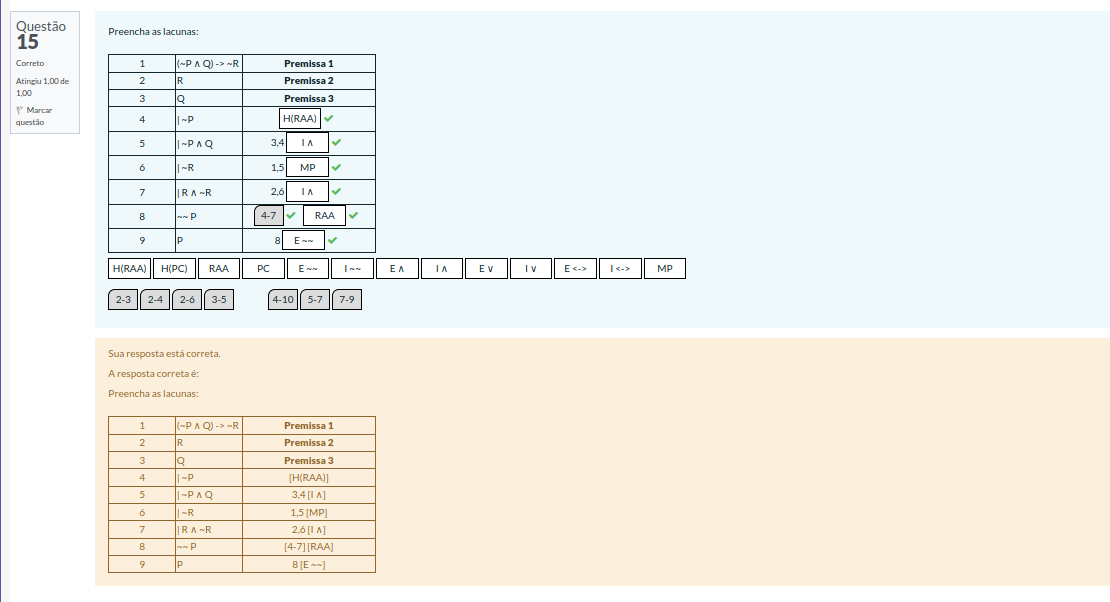 Questão
15
Correto
Atingiu 1,00 de
1,00
Marcar
questão
Preencha as lacunas:
1 (~P ∧ Q) -> ~R Premissa 1
2 R Premissa 2
3 Q Premissa 3
4 | ~P H(RAA)
5 | ~P ∧ Q 3,4 I ∧
6 | ~R 1,5 MP
7 | R ∧ ~R 2,6 I ∧
8 ~~ P 4-7 RAA
9 P 8 E ~~
H(RAA) H(PC) RAA PC E ~~ I ~~ E ∧ I ∧ E ∨ I ∨ E <-> I <-> MP
2-3 2-4 2-6 3-5 4-10 5-7 7-9
Sua resposta está correta.
A resposta correta é:
Preencha as lacunas:
1 (~P ∧ Q) -> ~R Premissa 1
2 R Premissa 2
3 Q Premissa 3
4 | ~P [H(RAA)]
5 | ~P ∧ Q 3,4 [I ∧]
6 | ~R 1,5 [MP]
7 | R ∧ ~R 2,6 [I ∧]
8 ~~ P [4-7] [RAA]
9 P 8 [E ~~]